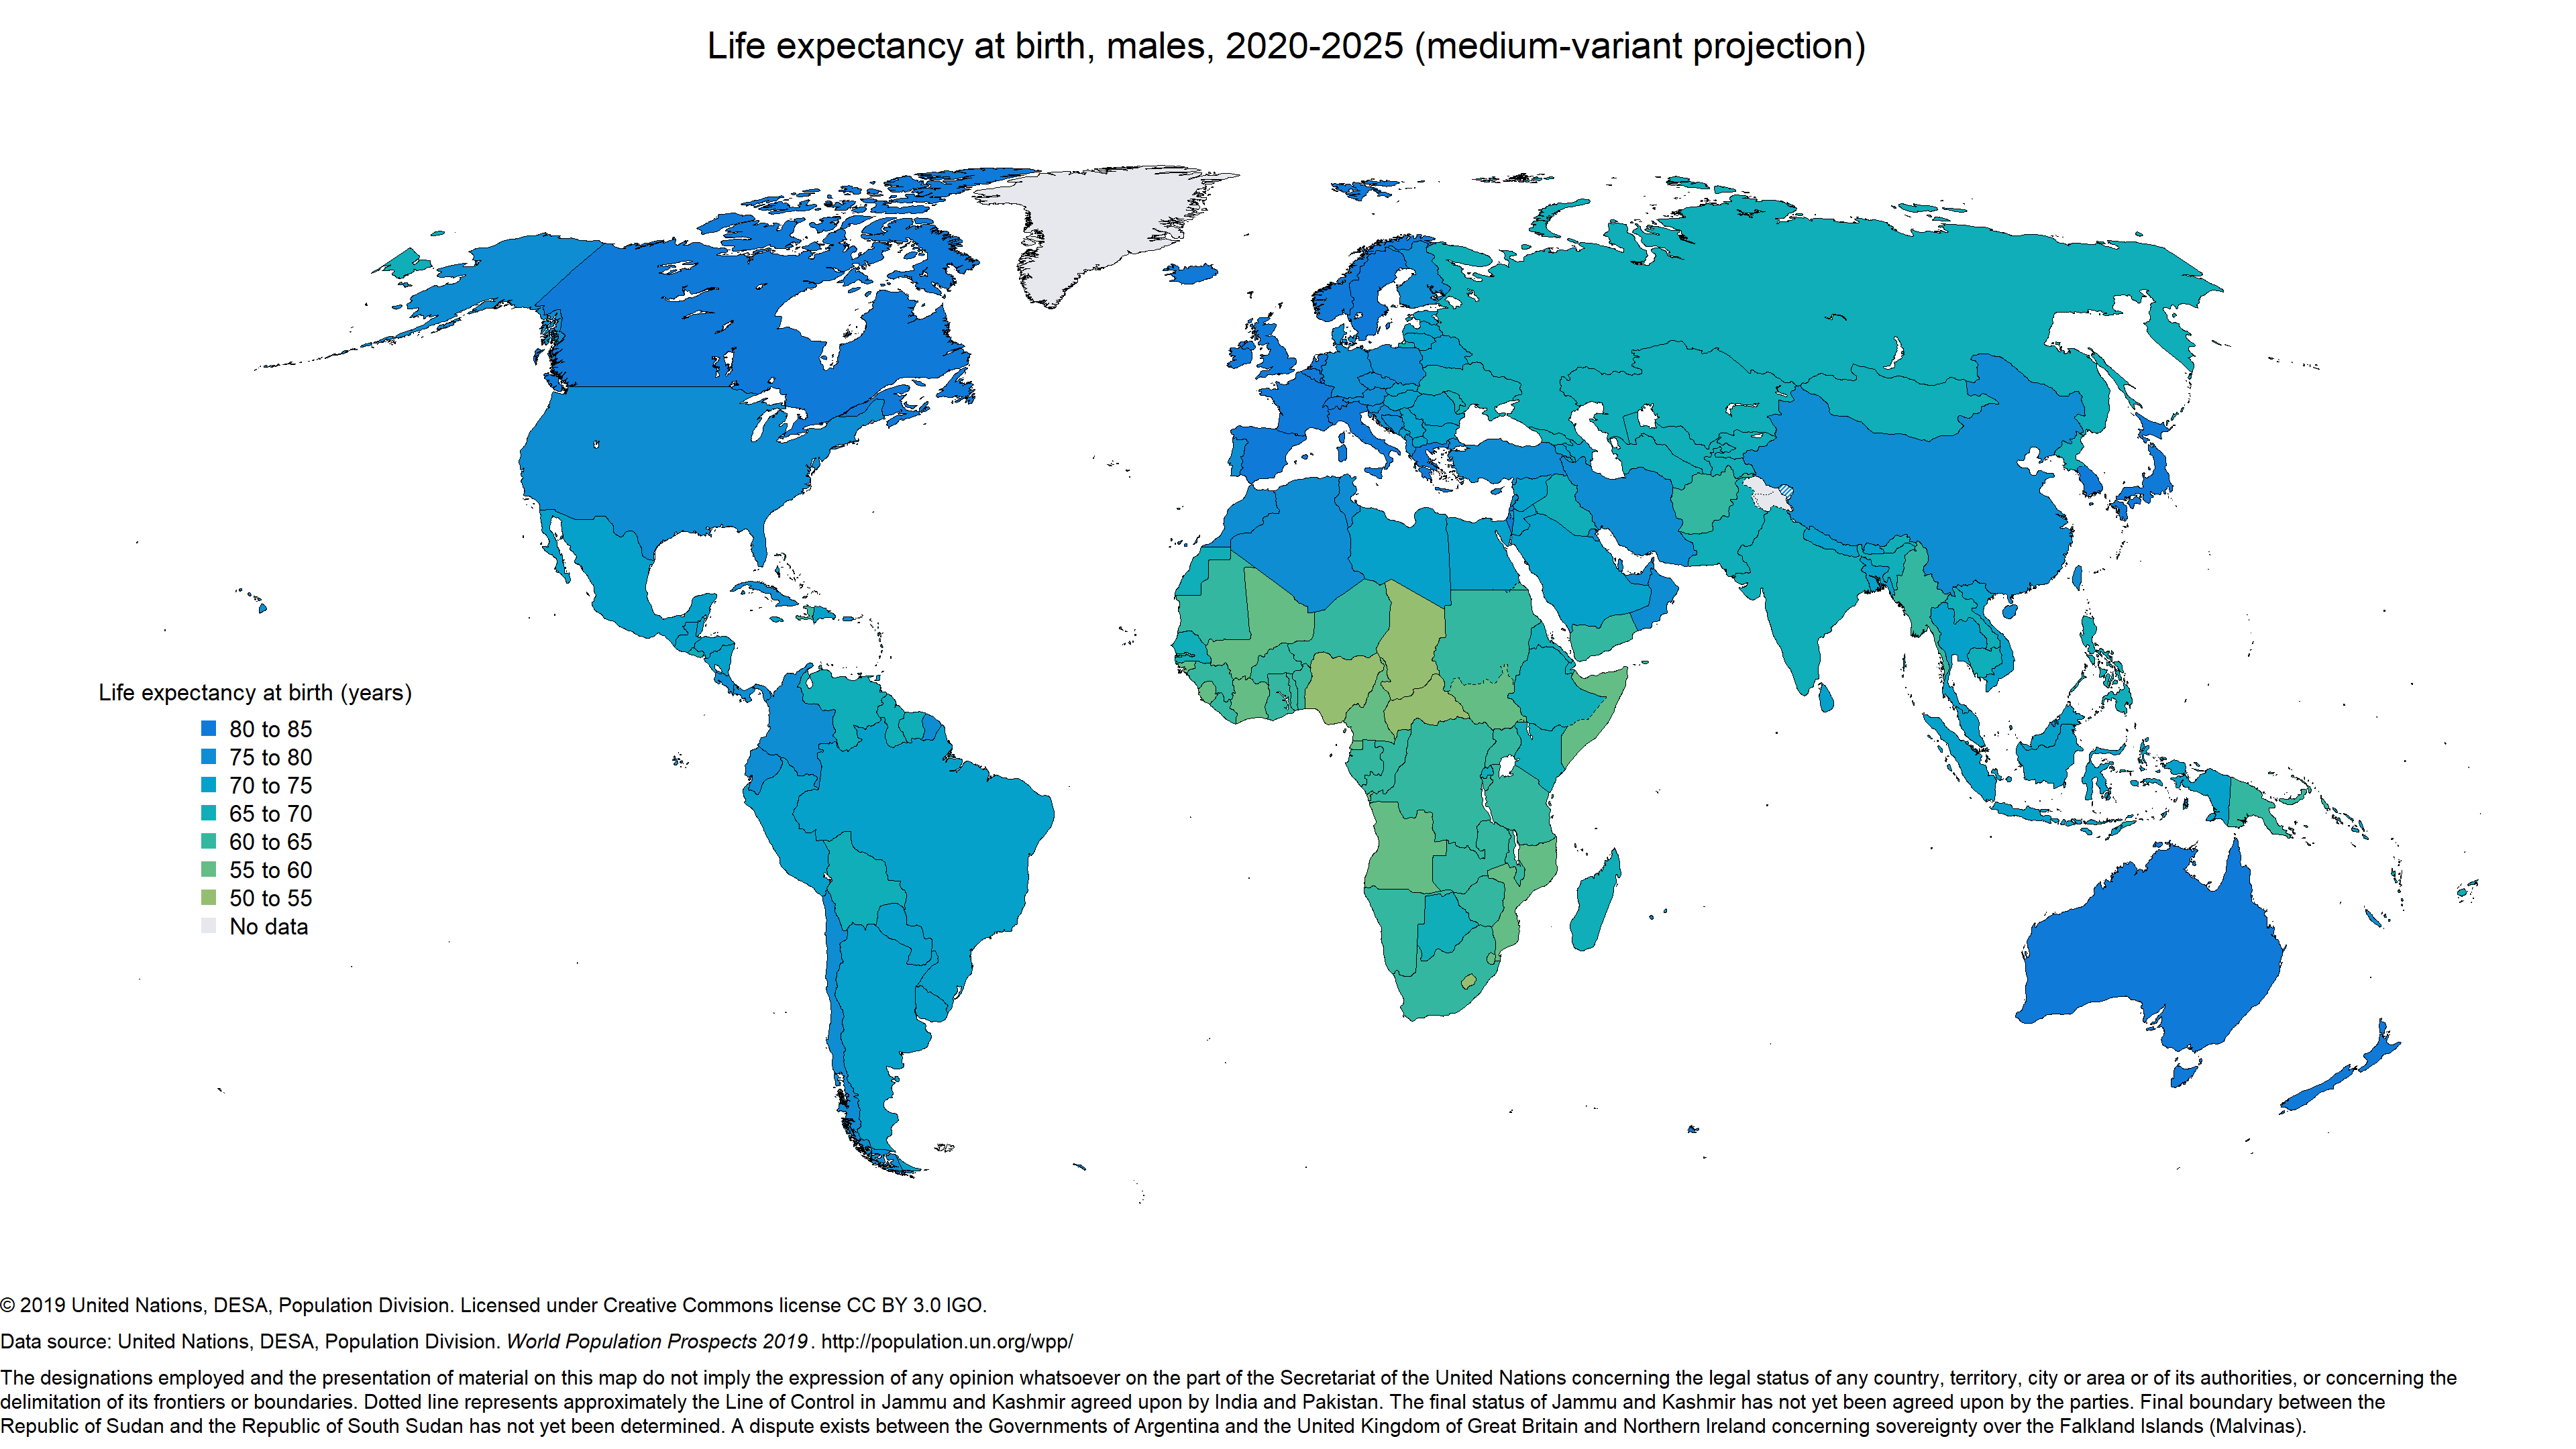 Life expectancy at birth, males, 2020-2025 (medium-variant projection)
Life expectancy at birth (years)
80 to 85
75 to 80
70 to 75
65 to 70
60 to 65
55 to 60
50 to 55
No data
© 2019 United Nations, DESA, Population Division. Licensed under Creative Commons license CC BY 3.0 IGO.
Data source: United Nations, DESA, Population Division. World Population Prospects 2019. http://population.un.org/wpp/
The designations employed and the presentation of material on this map do not imply the expression of any opinion whatsoever on the part of the Secretariat of the United Nations concerning the legal status of any country, territory, city or area or of its authorities, or concerning the
delimitation of its frontiers or boundaries. Dotted line represents approximately the Line of Control in Jammu and Kashmir agreed upon by India and Pakistan. The final status of Jammu and Kashmir has not yet been agreed upon by the parties. Final boundary between the
Republic of Sudan and the Republic of South Sudan has not yet been determined. A dispute exists between the Governments of Argentina and the United Kingdom of Great Britain and Northern Ireland concerning sovereignty over the Falkland Islands (Malvinas).